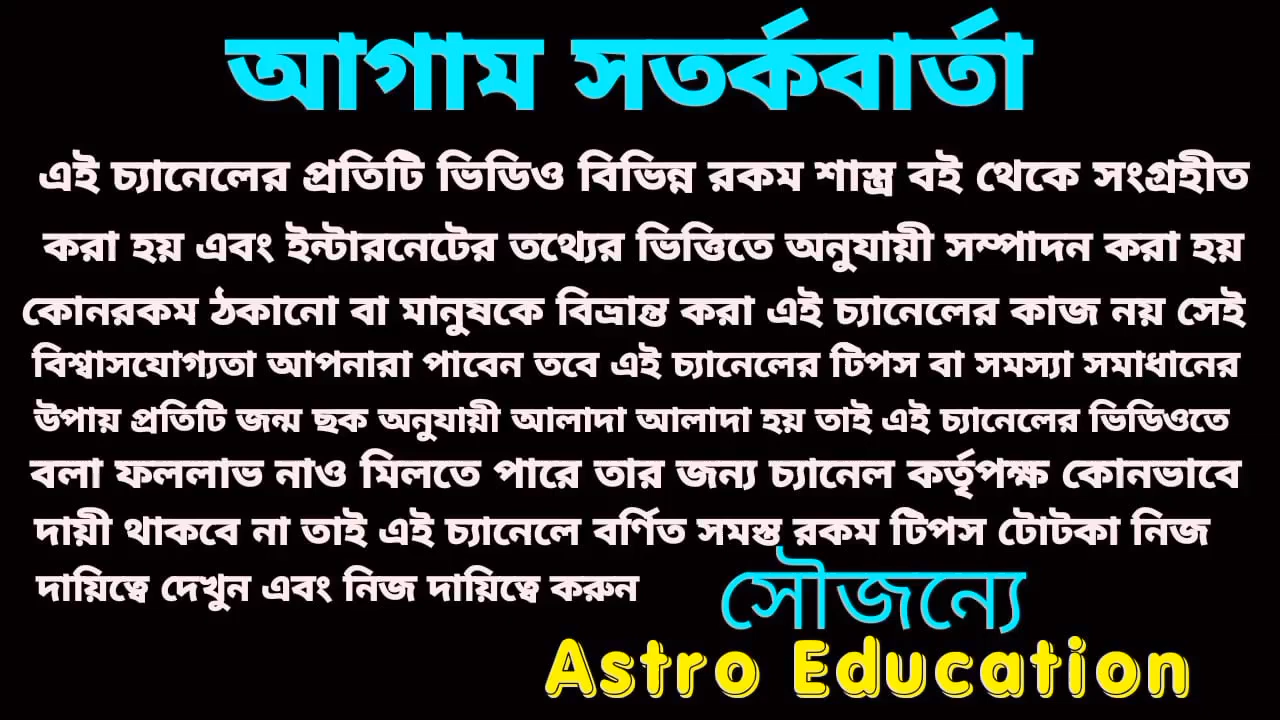 আগাম সতর্কবার্তা
এই চ্যানেলের প্রতিটি ভিডিও বিভিন্ন রকম শাস্ত্র বই থেকে সংগ্রহীত
করা হয় এবং ইন্টারনেটের তথ্যের ভিত্তিতে অনুযায়ী সম্পাদন করা হয়
কোনরকম ঠকানো বা মানুষকে বিভ্রান্ত করা এই চ্যানেলের কাজ নয় সেই
বিশ্বাসযোগ্যতা আপনারা পাবেন তবে এই চ্যানেলের টিপস বা সমস্যা সমাধানের
উপায় প্রতিটি জন্ম ছক অনুযায়ী আলাদা আলাদা হয় তাই এই চ্যানেলের ভিডিওতে
বলা ফললাভ নাও মিলতে পারে তার জন্য চ্যানেল কর্তৃপক্ষ কোনভাবে
দায়ী থাকবে না তাই এই চ্যানেলে বর্ণিত সমস্ত রকম টিপস টোটকা নিজ
দায়িত্বে দেখুন এবং নিজ দায়িত্বে করুন
সৌজন্যে
Astro Education